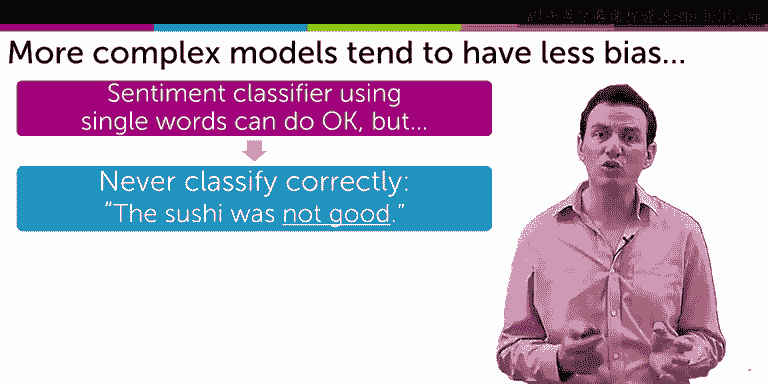 More complex models tend to have less bias...
Sentiment classifier using
single words can do OK, but...
Never classify correctly:
“The sushi was not good.”